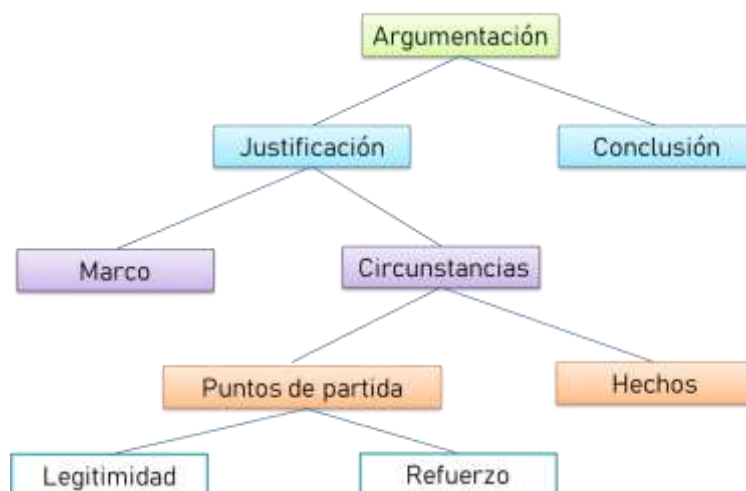 Argumentación
Justificación
Conclusión
Marco
Circunstancias
Puntos de partida
Hechos
Legitimidad
Refuerzo